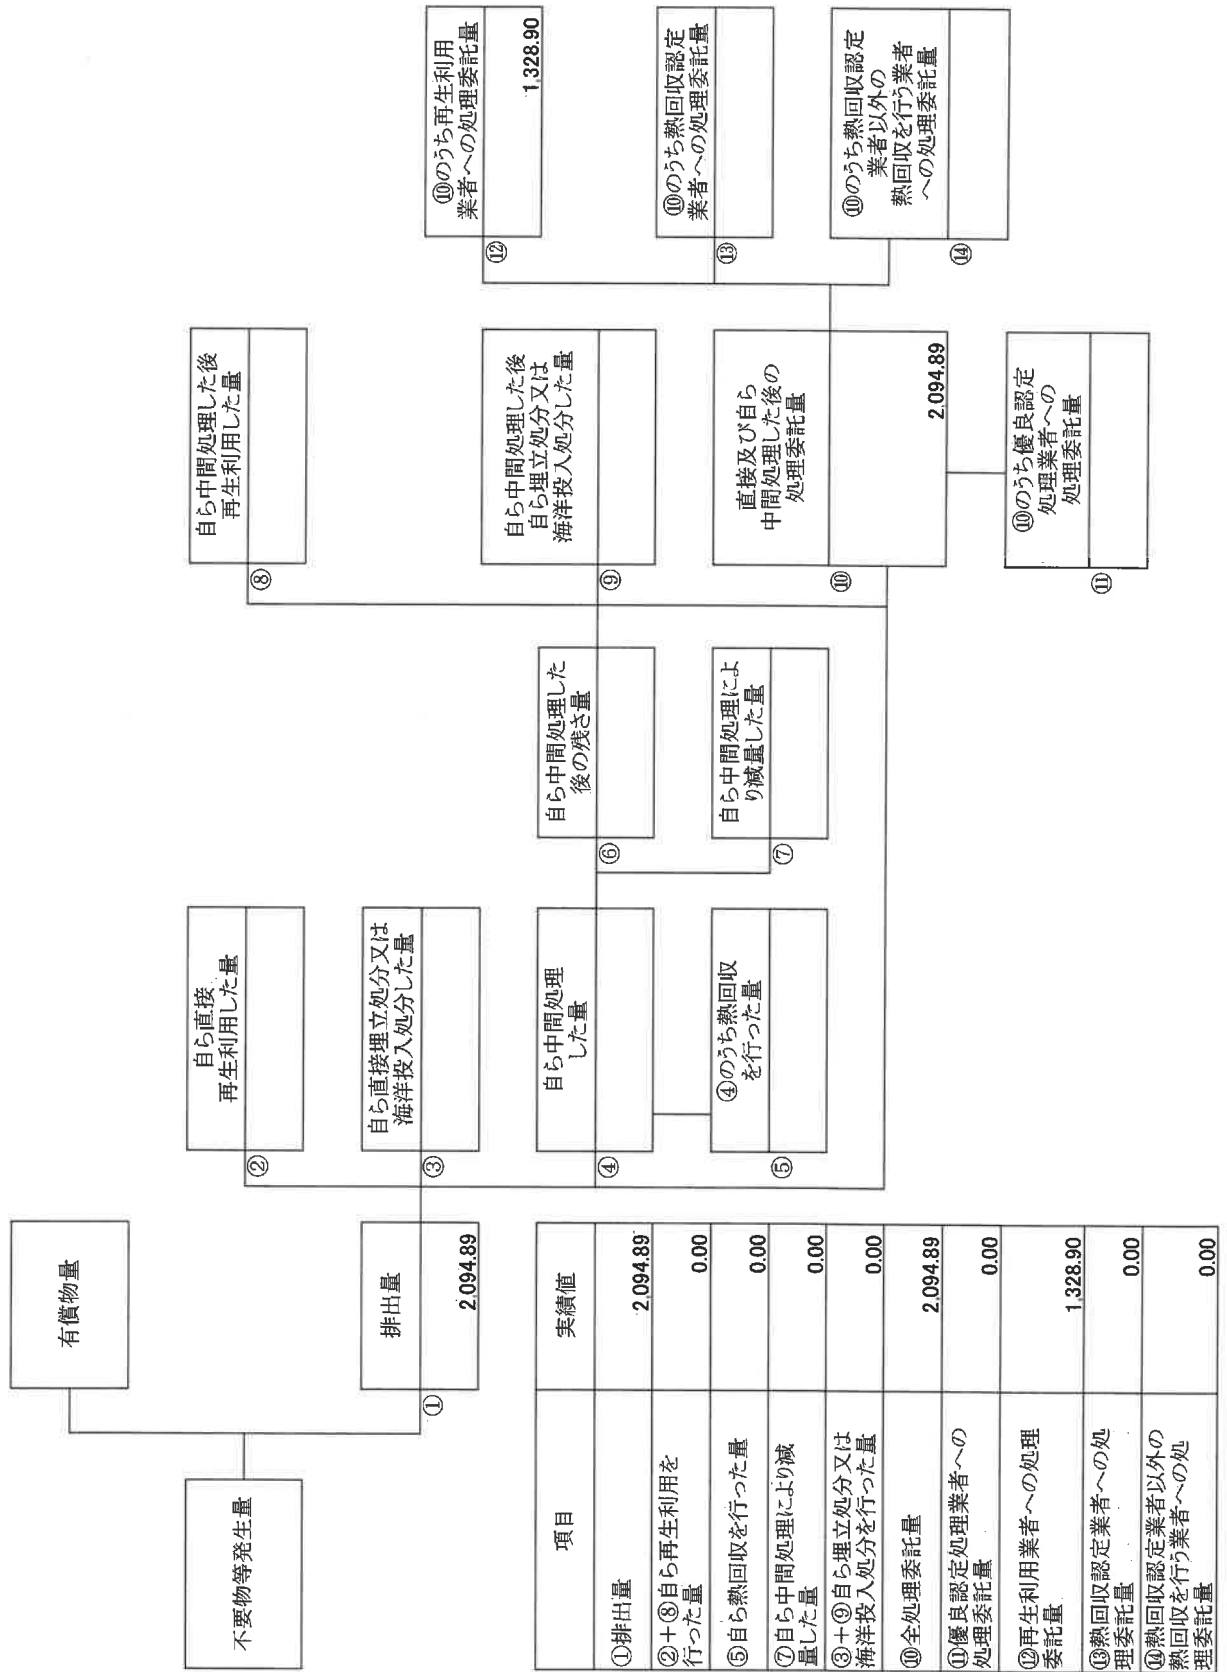 不要物等発生量
有償物量
排出量
①
2,094.89
自ら直接
再生利用した量
②
自ら直接埋立処分又は
海洋投入処分した量
③
自ら中間処理
した量
④
④のうち熱回収
を行った量
⑤
自ら中間処理した
後の残さ量
⑥
自ら中間処理によ
り減量した量
⑦
自ら中間処理した後
再生利用した量
⑧
自ら中間処理した後
自ら埋立処分又は
海洋投入処分した量
⑨
直接及び自ら
中間処理した後の
処理委託量
⑩
2,094.89
⑩のうち優良認定
処理業者への
処理委託量
⑪
⑩のうち再生利用
業者への処理委託量
⑫
1,328.90
⑩のうち熱回収認定
業者への処理委託量
⑬
⑩のうち熱回収認定
業者以外の
熱回収を行う業者
への処理委託量
⑭
項目
実績値
①排出量
2,094.89
②+⑧自ら再生利用を
行った量
0.00
⑤自ら熱回収を行った量
0.00
⑦自ら中間処理により減
量した量
0.00
③+⑨自ら埋立処分又は
海洋投入処分を行った量
0.00
⑩全処理委託量
2,094.89
⑪優良認定処理業者への
処理委託量
0.00
⑫再生利用業者への処理
委託量
1,328.90
⑬熱回収認定業者への処
理委託量
0.00
⑭熱回収認定業者以外の
熱回収を行う業者への処
理委託量
0.00